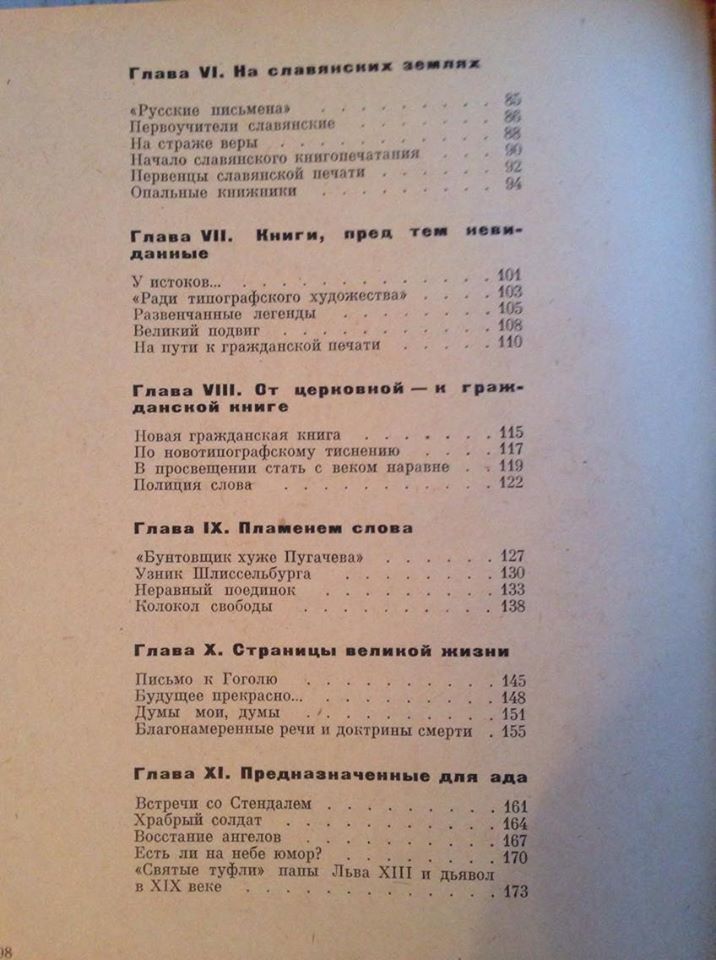 Глава VI. На славянских землях
«Русские письмена» . . . . . . . . 85
Первоучители славянские . . . . . . 86
На страже веры . . . . . . . . . 88
Начало славянского книгопечатания . . . 90
Первенцы славянской печати . . . . . 92
Опальные книжники . . . . . . . . 94
Глава VII. Книги, пред тем неви-
данные
У истоков... . . . . . . . . . . . 101
«Ради типографского художества» . . . . 103
Развенчанные легенды . . . . . . . 105
Великий подвиг . . . . . . . . . . 108
На пути к гражданской печати . . . . . 110
Глава VIII. От церковной — к граж-
данской книге
Новая гражданская книга . . . . . . . 115
По новотипографскому тиснению . . . . 117
В просвещении стать с веком наравне . . 119
Полиция слова . . . . . . . . . . 122
Глава IX. Пламенем слова
«Бунтовщик хуже Пугачева» . . . . . . 127
Узник Шлиссельбурга . . . . . . . . 130
Неравный поединок . . . . . . . . . 133
Колокол свободы . . . . . . . . . . 138
Глава X. Страницы великой жизни
Письмо к Гоголю . . . . . . . . . . 145
Будущее прекрасно... . . . . . . . . . 148
Думы мои, думы . . . . . . . . . . 151
Благонамеренные речи и доктрины смерти . 155
Глава XI. Предназначенные для ада
Встречи со Стендалем . . . . . . . . . 161
Храбрый солдат . . . . . . . . . . 164
Восстание ангелов . . . . . . . . . 167
Есть ли на небе юмор? . . . . . . . . 170
«Святые туфли» папы Льва XIII и дьявол
в XIX веке . . . . . . . . . . . . 173
98